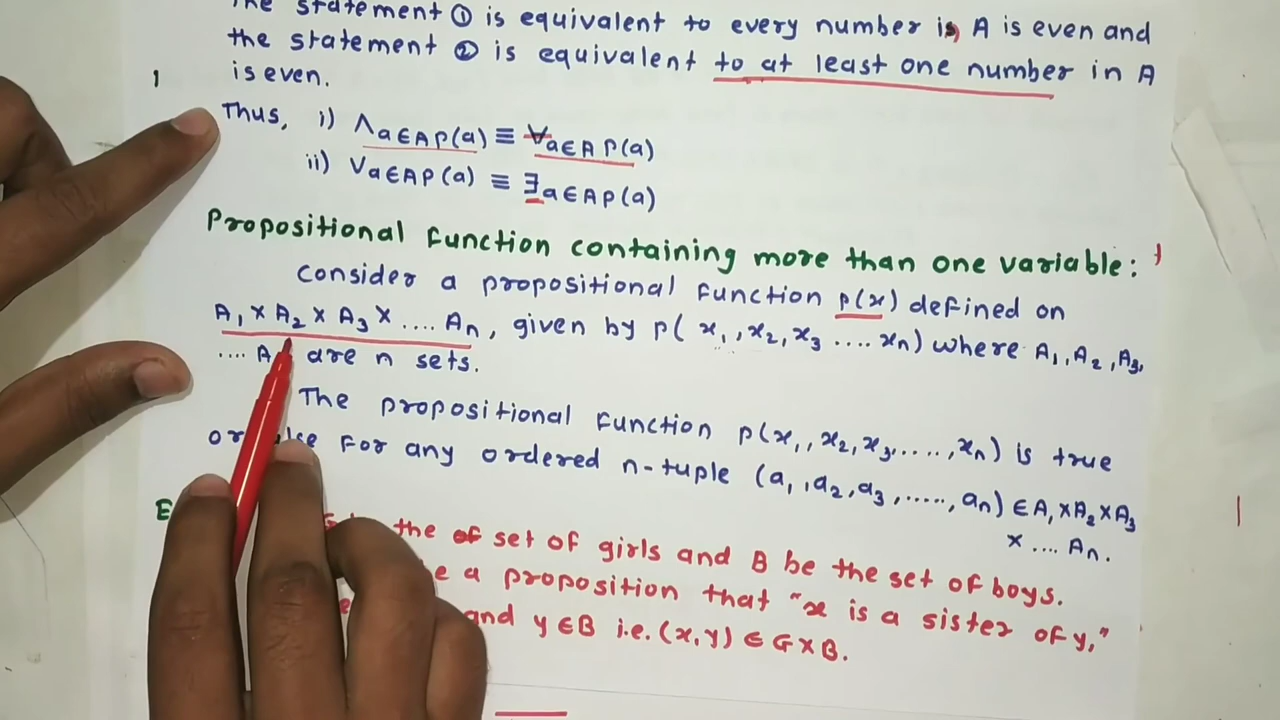 the statement ① is equivalent to every number is, A is even and
the statement ② is equivalent to at least one number in A
is even.
Thus, i) ∧a∈A P(a) ≡ ∀a∈A P(a)
ii) ∨a∈A P(a) ≡ ∃a∈A P(a)
Propositional function containing more than one variable:
Consider a propositional function p(x) defined on
A₁ × A₂ × A₃ × .... Aₙ, given by p( x₁, x₂, x₃ .... xₙ) where A₁, A₂, A₃,
.... A are n sets.
The propositional function p(x₁, x₂, x₃, ...., xₙ) is true
or for any ordered n-tuple (a₁, a₂, a₃, ....., aₙ) ∈ A₁ × A₂ × A₃
× .... Aₙ.
the of set of girls and B be the set of boys.
a proposition that "x is a sister of y,"
and y ∈ B i.e. (x, y) ∈ G × B.